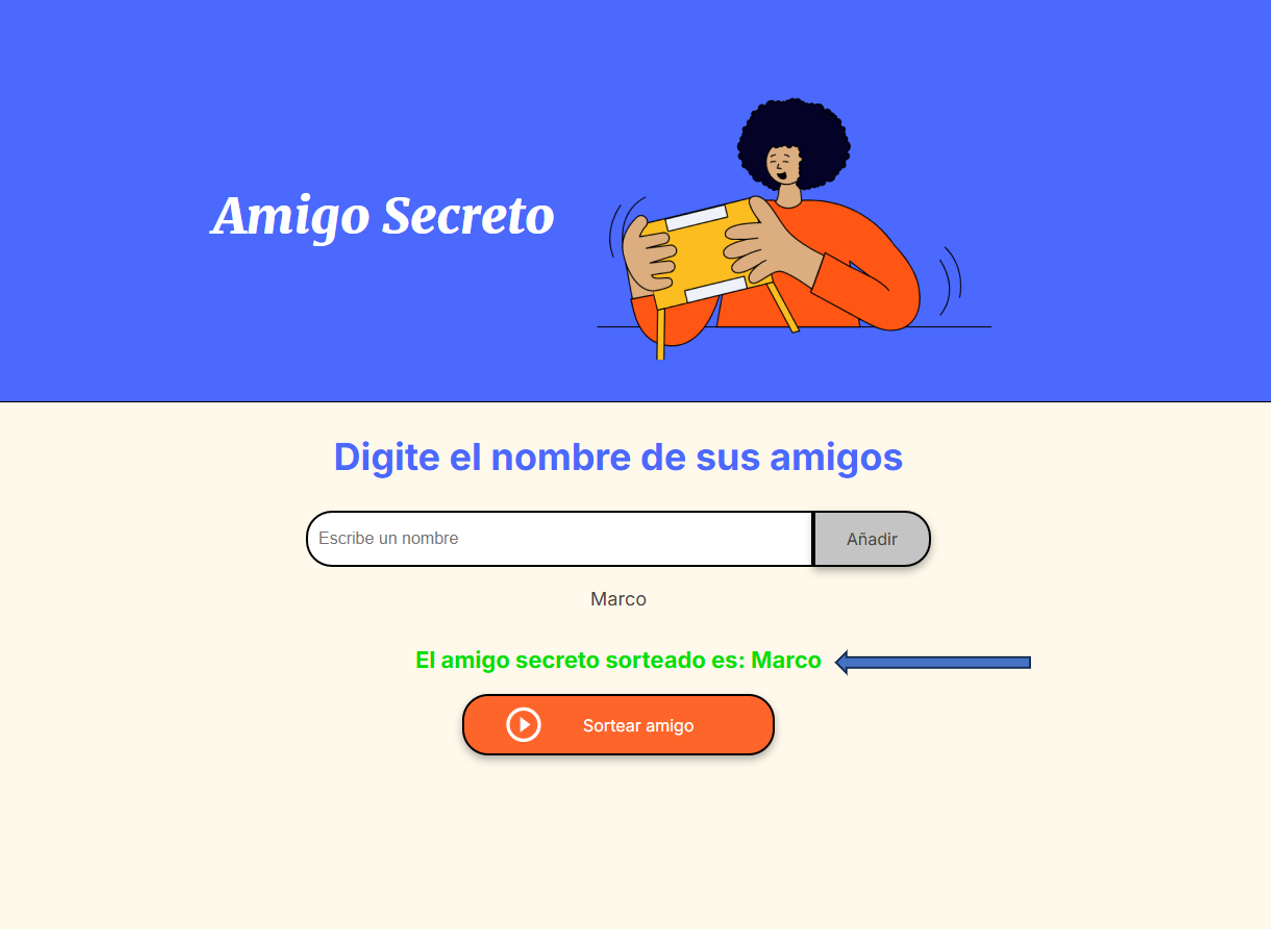 Amigo Secreto
Digite el nombre de sus amigos
Escribe un nombre
Añadir
Marco
El amigo secreto sorteado es: Marco
Sortear amigo